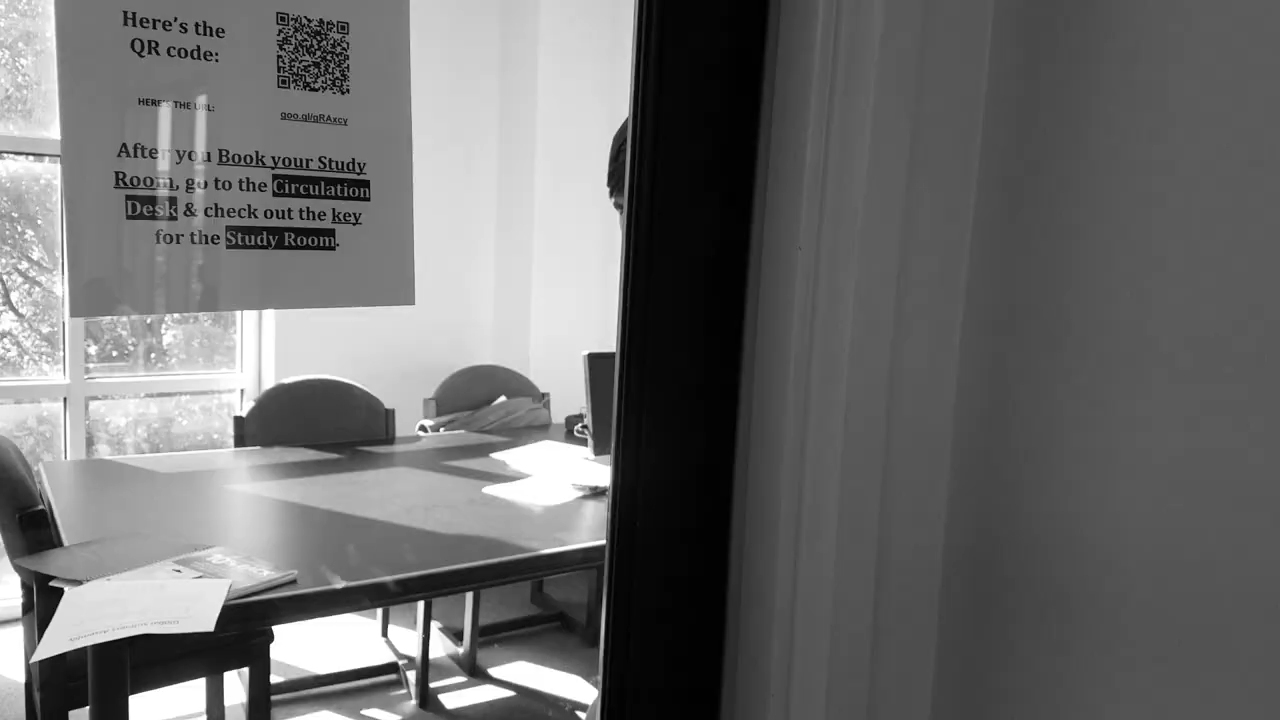 Here's the
QR code:
HERE'S THE URL:
goo.gl/gRAxcy
After you Book your Study
Room, go to the Circulation
Desk & check out the key
for the Study Room.